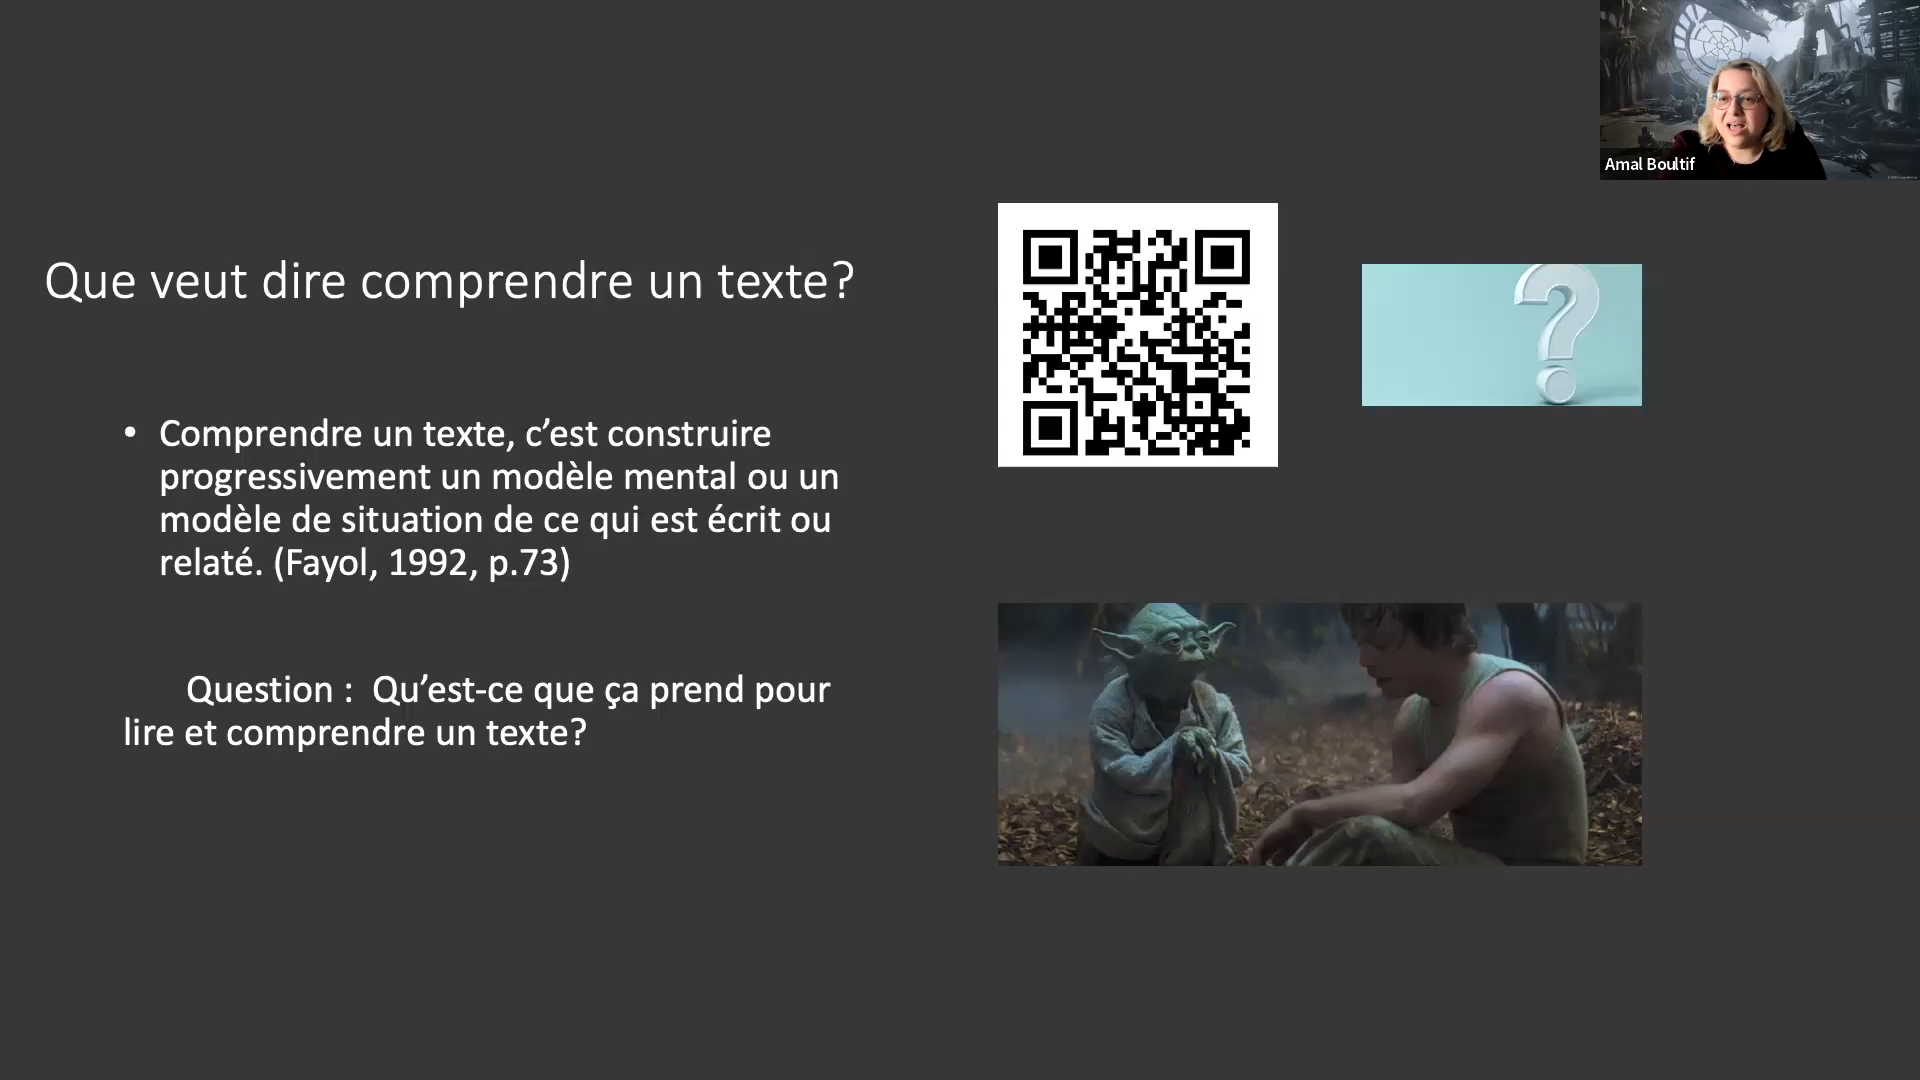 Amal Boultif
Que veut dire comprendre un texte?
• Comprendre un texte, c’est construire
progressivement un modèle mental ou un
modèle de situation de ce qui est écrit ou
relaté. (Fayol, 1992, p.73)
Question :  Qu’est-ce que ça prend pour
lire et comprendre un texte?